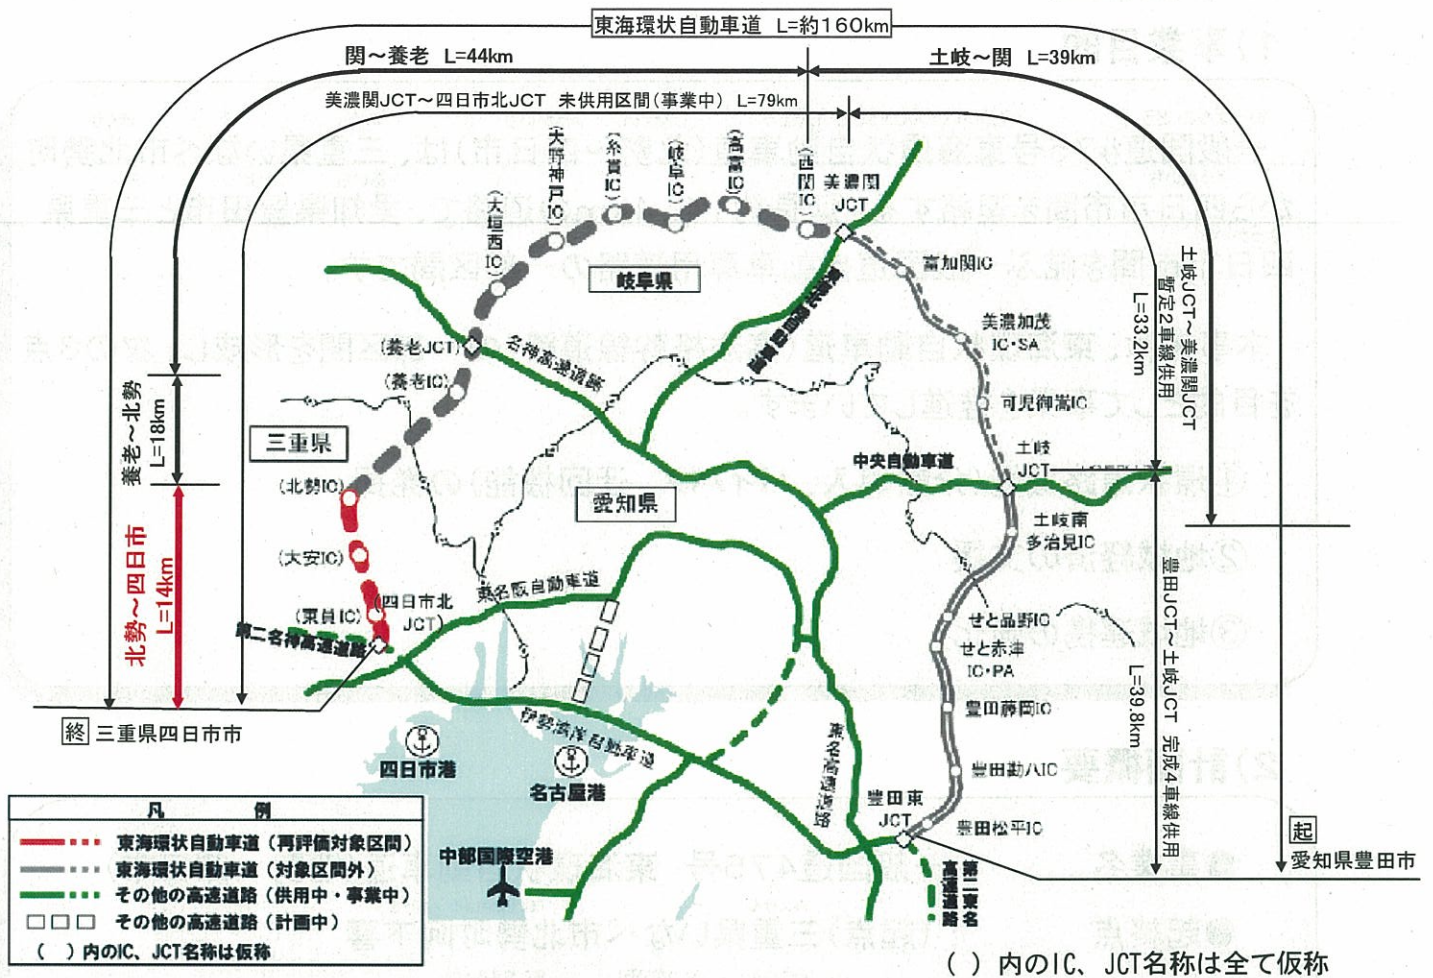 東海環状自動車道 L=約160km
関～養老 L=44km
土岐～関 L=39km
美濃関JCT～四日市北JCT 未供用区間(事業中) L=79km
(大垣西IC)
(大野神戸IC)
(糸貫IC)
(岐阜IC)
(高富IC)
(西関IC)
美濃関
JCT
富加関IC
美濃加茂
IC・SA
可児御嵩IC
土岐
JCT
土岐南
多治見IC
せと品野IC
せと赤津
IC・PA
豊田藤岡IC
豊田勘八IC
豊田松平IC
豊田東
JCT
土岐JCT～美濃関JCT
暫定2車線供用
L=33.2km
豊田JCT～土岐JCT 完成4車線供用
L=39.8km
岐阜県
東海北陸自動車道
名神高速道路
(養老JCT)
(養老IC)
三重県
愛知県
中央自動車道
養老～北勢
L=18km
(北勢IC)
(大安IC)
(東員IC)
(四日市北
JCT)
北勢～四日市
L=14km
第二名神高速道路
東名阪自動車道
伊勢湾岸自動車道
東名高速道路
第二東名
高速道路
終 三重県四日市市
四日市港
名古屋港
中部国際空港
起
愛知県豊田市
凡 例
東海環状自動車道(再評価対象区間)
東海環状自動車道(対象区間外)
その他の高速道路(供用中・事業中)
その他の高速道路(計画中)
( )内のIC、JCT名称は仮称
( )内のIC、JCT名称は全て仮称